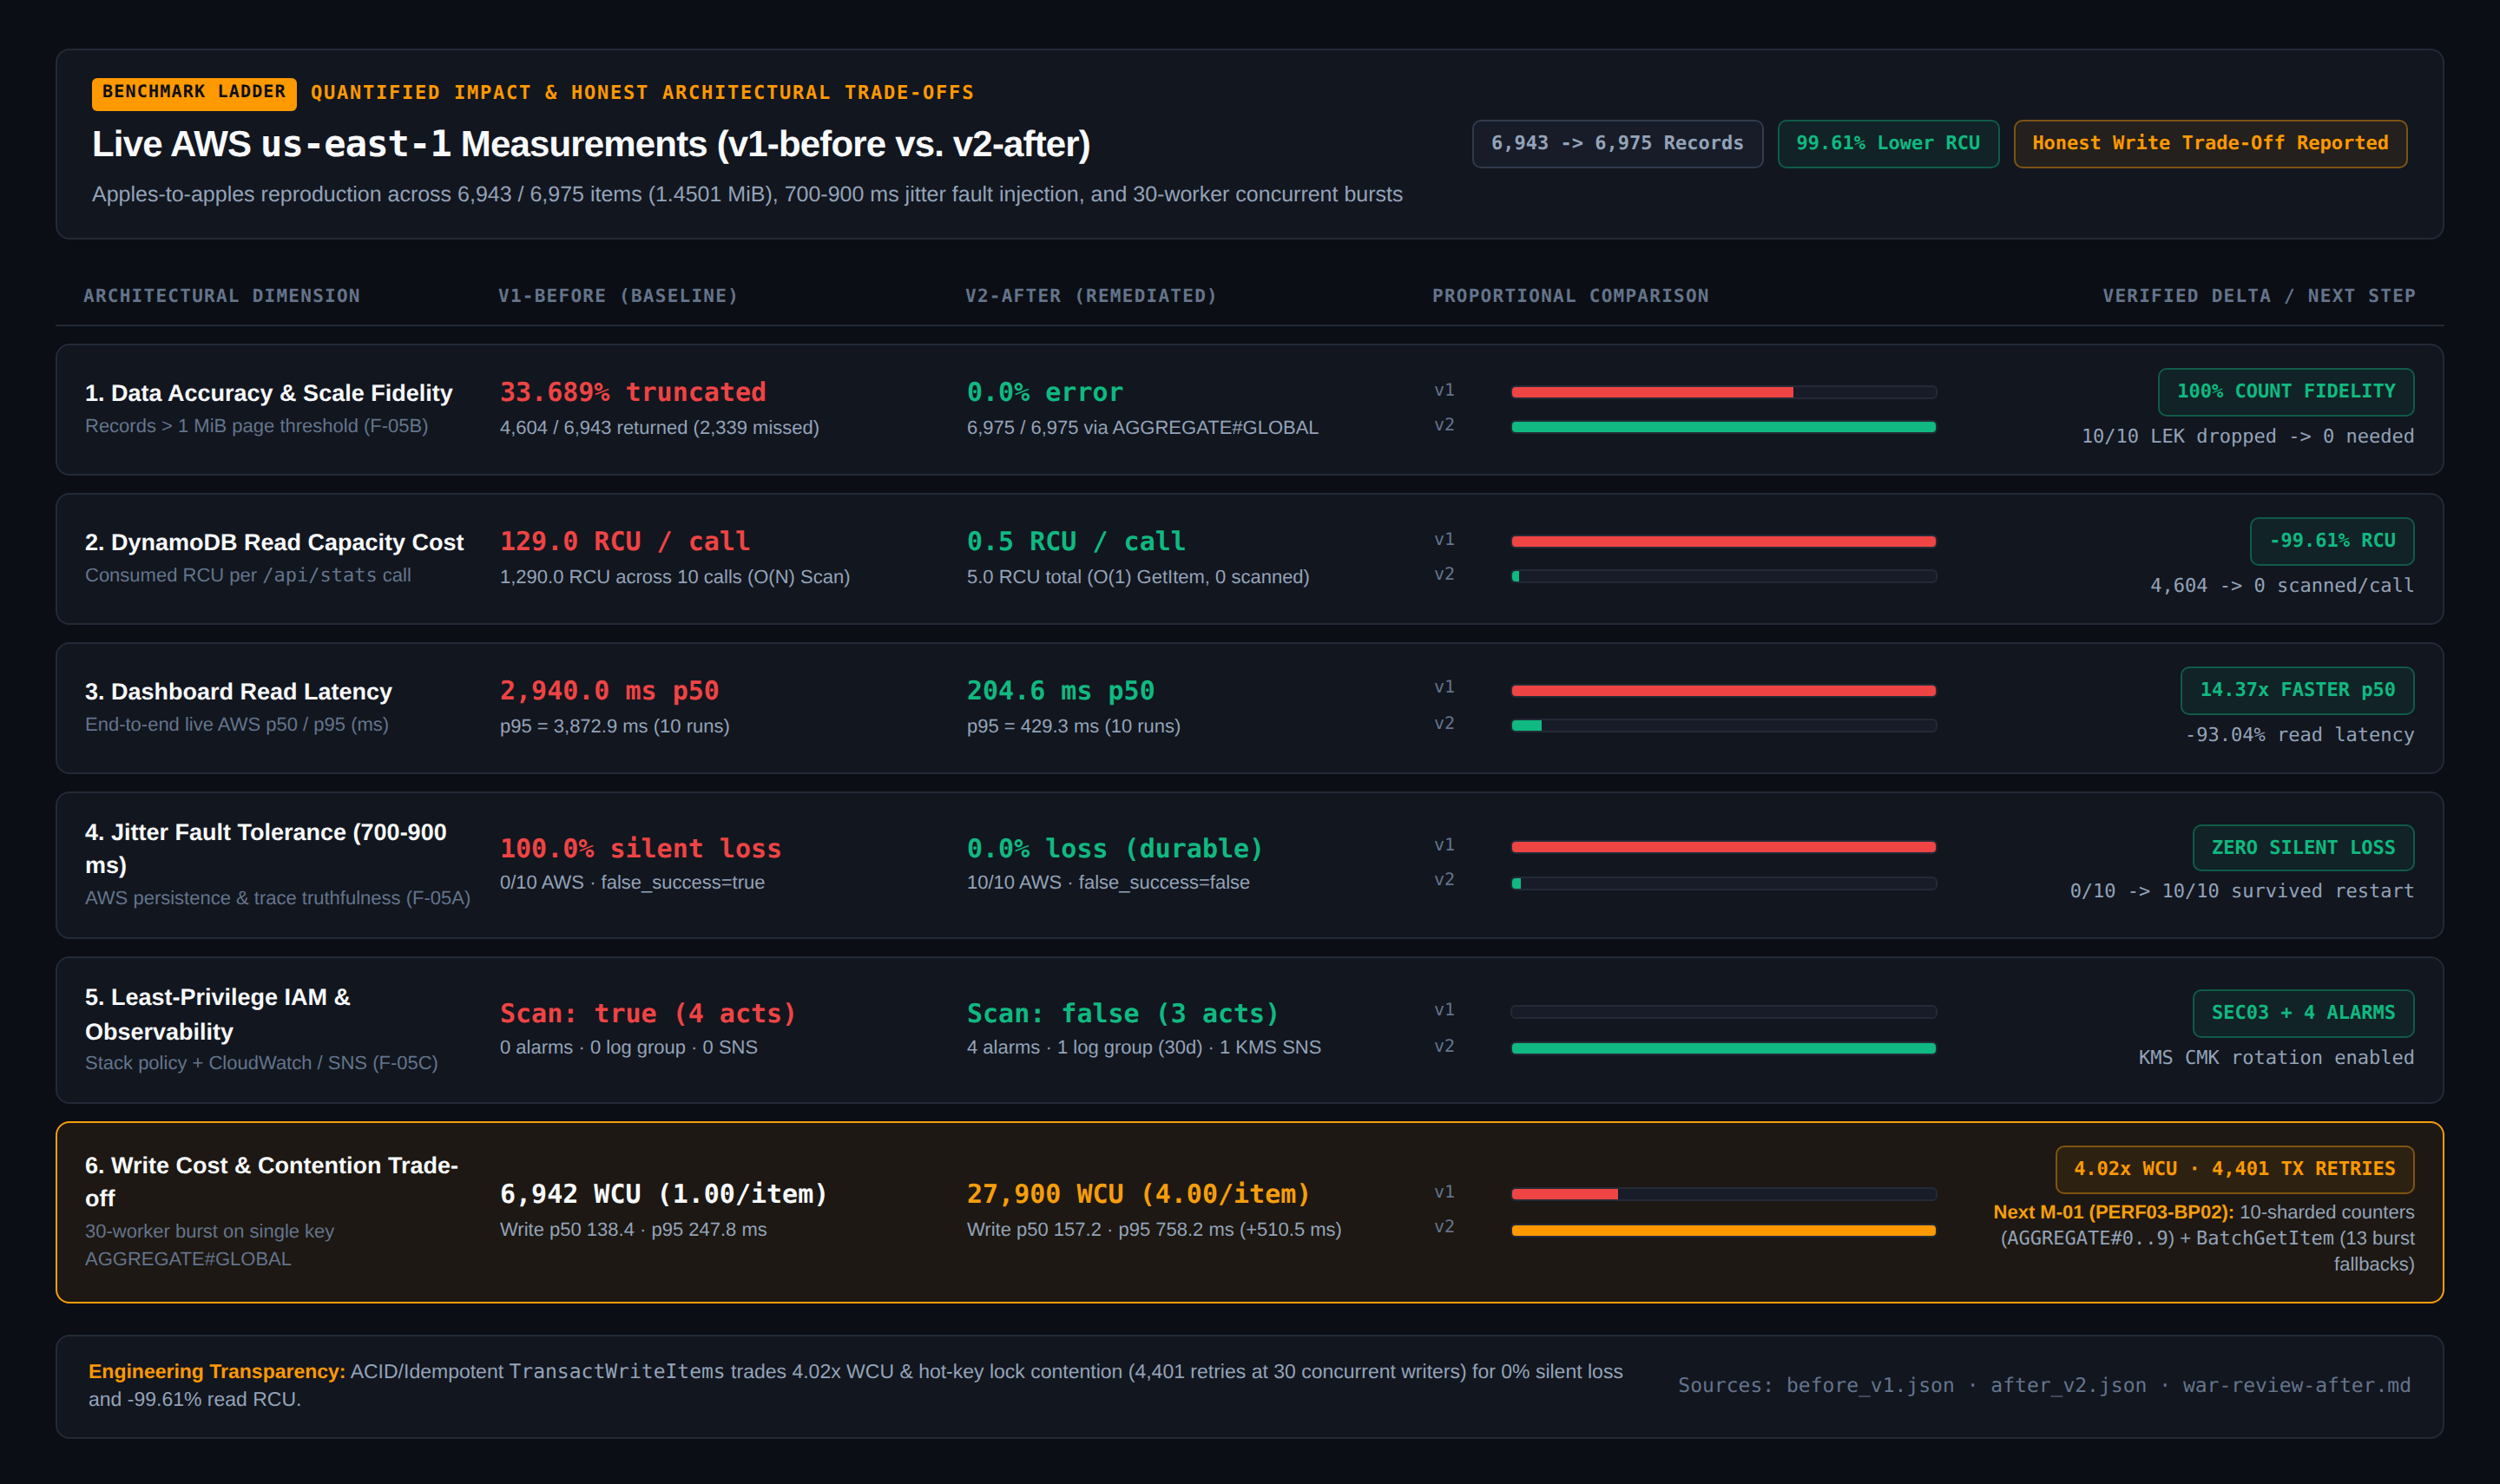 BENCHMARK LADDER QUANTIFIED IMPACT & HONEST ARCHITECTURAL TRADE-OFFS
Live AWS us-east-1 Measurements (v1-before vs. v2-after)
6,943 -> 6,975 Records
99.61% Lower RCU
Honest Write Trade-Off Reported
Apples-to-apples reproduction across 6,943 / 6,975 items (1.4501 MiB), 700-900 ms jitter fault injection, and 30-worker concurrent bursts
ARCHITECTURAL DIMENSION
V1-BEFORE (BASELINE)
V2-AFTER (REMEDIATED)
PROPORTIONAL COMPARISON
VERIFIED DELTA / NEXT STEP
1. Data Accuracy & Scale Fidelity
Records > 1 MiB page threshold (F-05B)
33.689% truncated
4,604 / 6,943 returned (2,339 missed)
0.0% error
6,975 / 6,975 via AGGREGATE#GLOBAL
v1
v2
100% COUNT FIDELITY
10/10 LEK dropped -> 0 needed
2. DynamoDB Read Capacity Cost
Consumed RCU per /api/stats call
129.0 RCU / call
1,290.0 RCU across 10 calls (O(N) Scan)
0.5 RCU / call
5.0 RCU total (O(1) GetItem, 0 scanned)
v1
v2
-99.61% RCU
4,604 -> 0 scanned/call
3. Dashboard Read Latency
End-to-end live AWS p50 / p95 (ms)
2,940.0 ms p50
p95 = 3,872.9 ms (10 runs)
204.6 ms p50
p95 = 429.3 ms (10 runs)
v1
v2
14.37x FASTER p50
-93.04% read latency
4. Jitter Fault Tolerance (700-900
ms)
AWS persistence & trace truthfulness (F-05A)
100.0% silent loss
0/10 AWS · false_success=true
0.0% loss (durable)
10/10 AWS · false_success=false
v1
v2
ZERO SILENT LOSS
0/10 -> 10/10 survived restart
5. Least-Privilege IAM &
Observability
Stack policy + CloudWatch / SNS (F-05C)
Scan: true (4 acts)
0 alarms · 0 log group · 0 SNS
Scan: false (3 acts)
4 alarms · 1 log group (30d) · 1 KMS SNS
v1
v2
SEC03 + 4 ALARMS
KMS CMK rotation enabled
6. Write Cost & Contention Trade-
off
30-worker burst on single key
AGGREGATE#GLOBAL
6,942 WCU (1.00/item)
Write p50 138.4 · p95 247.8 ms
27,900 WCU (4.00/item)
Write p50 157.2 · p95 758.2 ms (+510.5 ms)
v1
v2
4.02x WCU · 4,401 TX RETRIES
Next M-01 (PERF03-BP02): 10-sharded counters
(AGGREGATE#0..9) + BatchGetItem (13 burst
fallbacks)
Engineering Transparency: ACID/Idempotent TransactWriteItems trades 4.02x WCU & hot-key lock contention (4,401 retries at 30 concurrent writers) for 0% silent loss
and -99.61% read RCU.
Sources: before_v1.json · after_v2.json · war-review-after.md